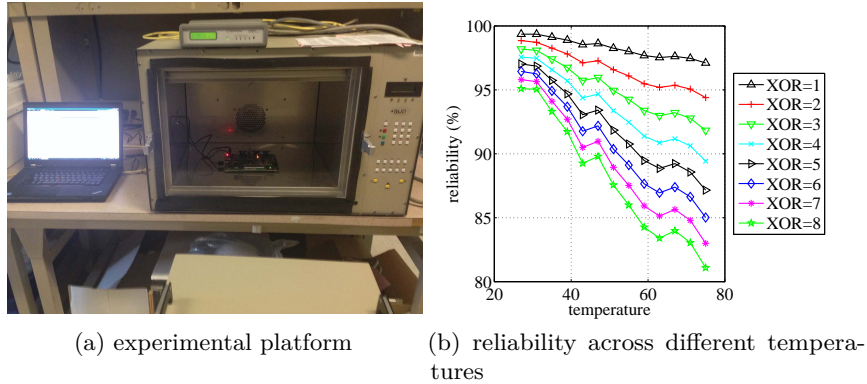 100
95
90
85
80
20
40
60
80
reliability (%)
temperature
XOR=1
XOR=2
XOR=3
XOR=4
XOR=5
XOR=6
XOR=7
XOR=8
(a) experimental platform
(b) reliability across different tempera-
tures